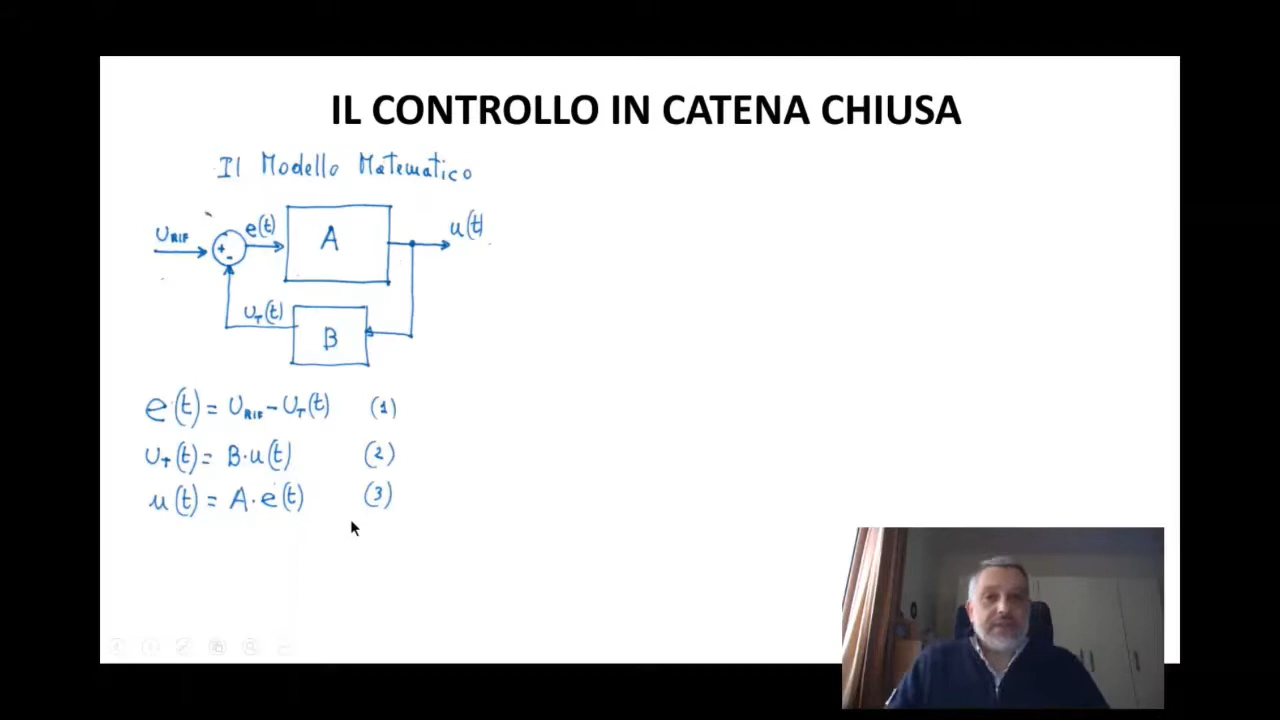 IL CONTROLLO IN CATENA CHIUSA
Il Modello Matematico
URIF
+
-
e(t)
A
u(t)
UT(t)
B
e(t) = URIF - UT(t) (1)
UT(t) = B·u(t) (2)
u(t) = A·e(t) (3)